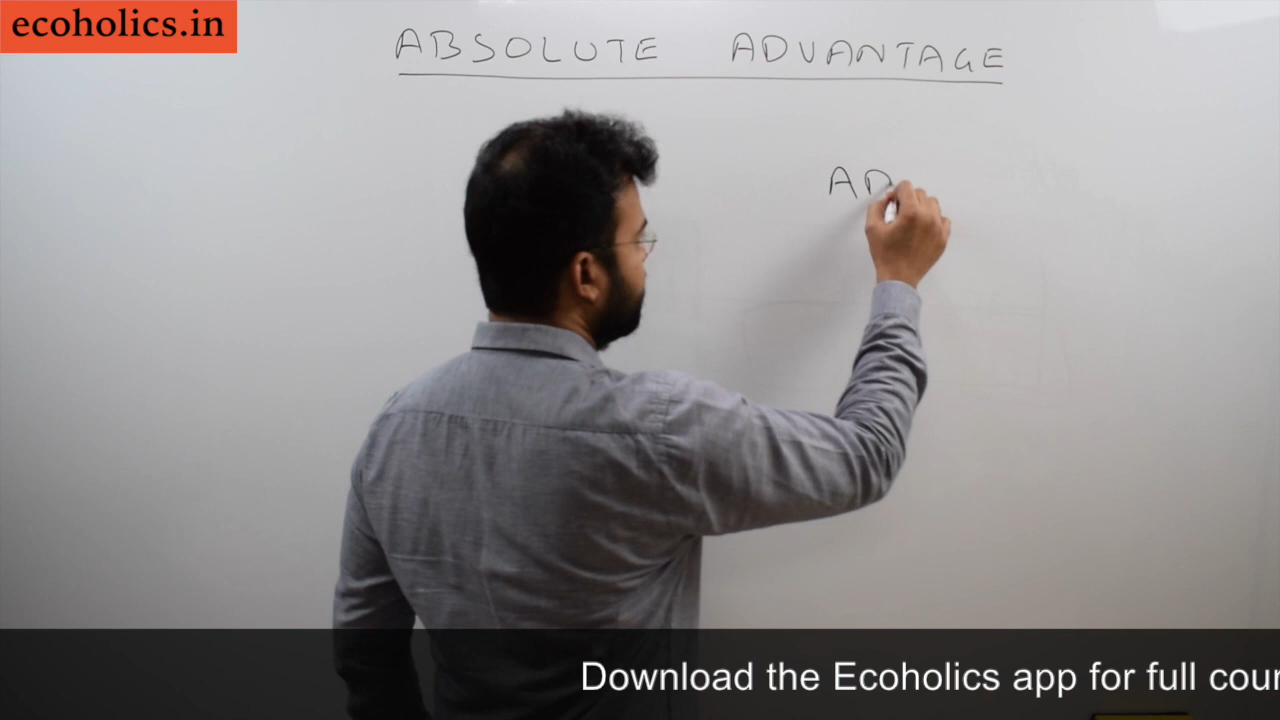 ecoholics.in
ABSOLUTE ADVANTAGE
AD
Download the Ecoholics app for full cour